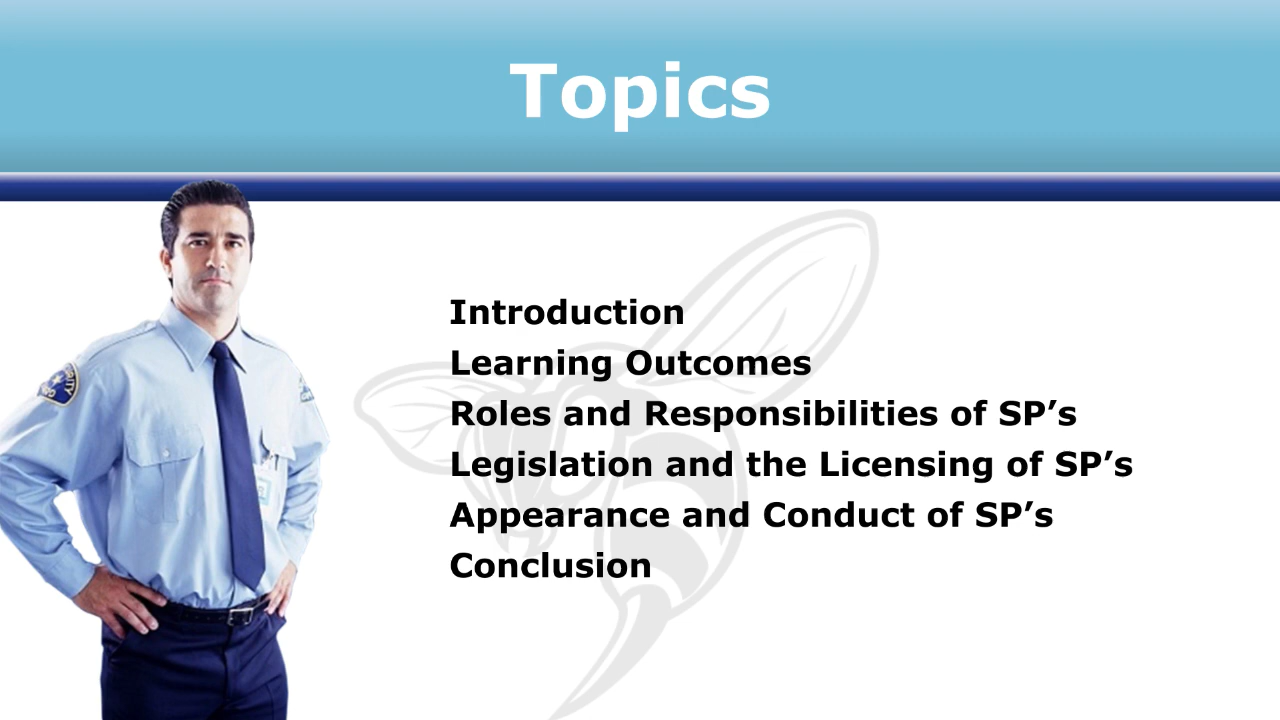 Topics
Introduction
Learning Outcomes
Roles and Responsibilities of SP’s
Legislation and the Licensing of SP’s
Appearance and Conduct of SP’s
Conclusion